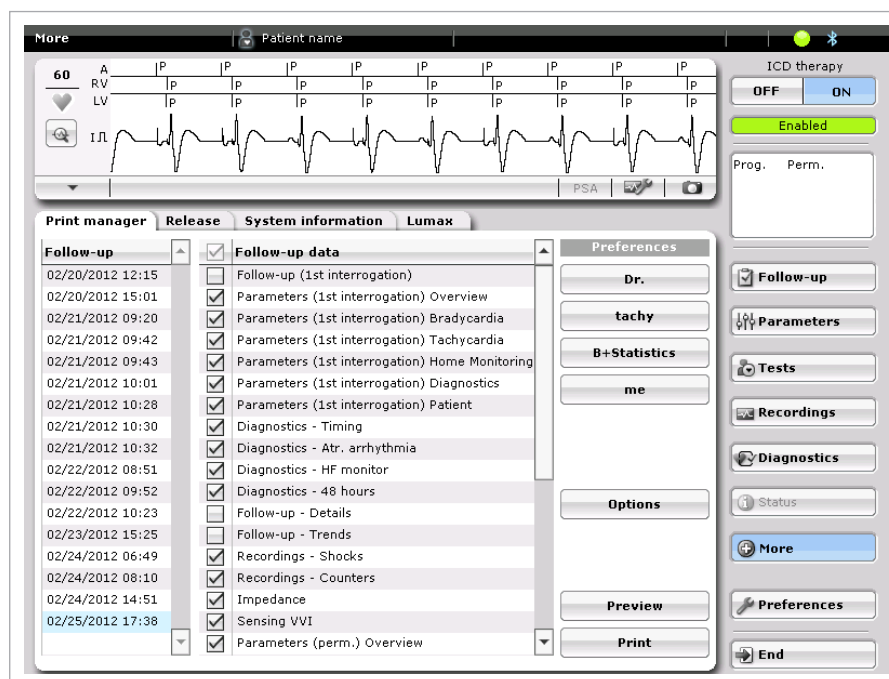 More
Patient name
60
A |P |P |P |P |P |P |P |P |P
RV |P |P |P |P |P |P |P |P |P
LV |P |P |P |P |P |P |P |P |P
I
PSA
ICD therapy
OFF ON
Enabled
Prog. Perm.
Print manager Release System information Lumax
Follow-up
02/20/2012 12:15
02/20/2012 15:01
02/21/2012 09:20
02/21/2012 09:42
02/21/2012 09:43
02/21/2012 10:01
02/21/2012 10:28
02/21/2012 10:30
02/21/2012 10:32
02/22/2012 08:51
02/22/2012 09:52
02/22/2012 10:23
02/23/2012 15:25
02/24/2012 06:49
02/24/2012 08:10
02/24/2012 14:51
02/25/2012 17:38
Follow-up data
Follow-up (1st interrogation)
Parameters (1st interrogation) Overview
Parameters (1st interrogation) Bradycardia
Parameters (1st interrogation) Tachycardia
Parameters (1st interrogation) Home Monitoring
Parameters (1st interrogation) Diagnostics
Parameters (1st interrogation) Patient
Diagnostics - Timing
Diagnostics - Atr. arrhythmia
Diagnostics - HF monitor
Diagnostics - 48 hours
Follow-up - Details
Follow-up - Trends
Recordings - Shocks
Recordings - Counters
Impedance
Sensing VVI
Parameters (perm.) Overview
Preferences
Dr.
tachy
B+Statistics
me
Options
Preview
Print
Follow-up
Parameters
Tests
Recordings
Diagnostics
Status
More
Preferences
End